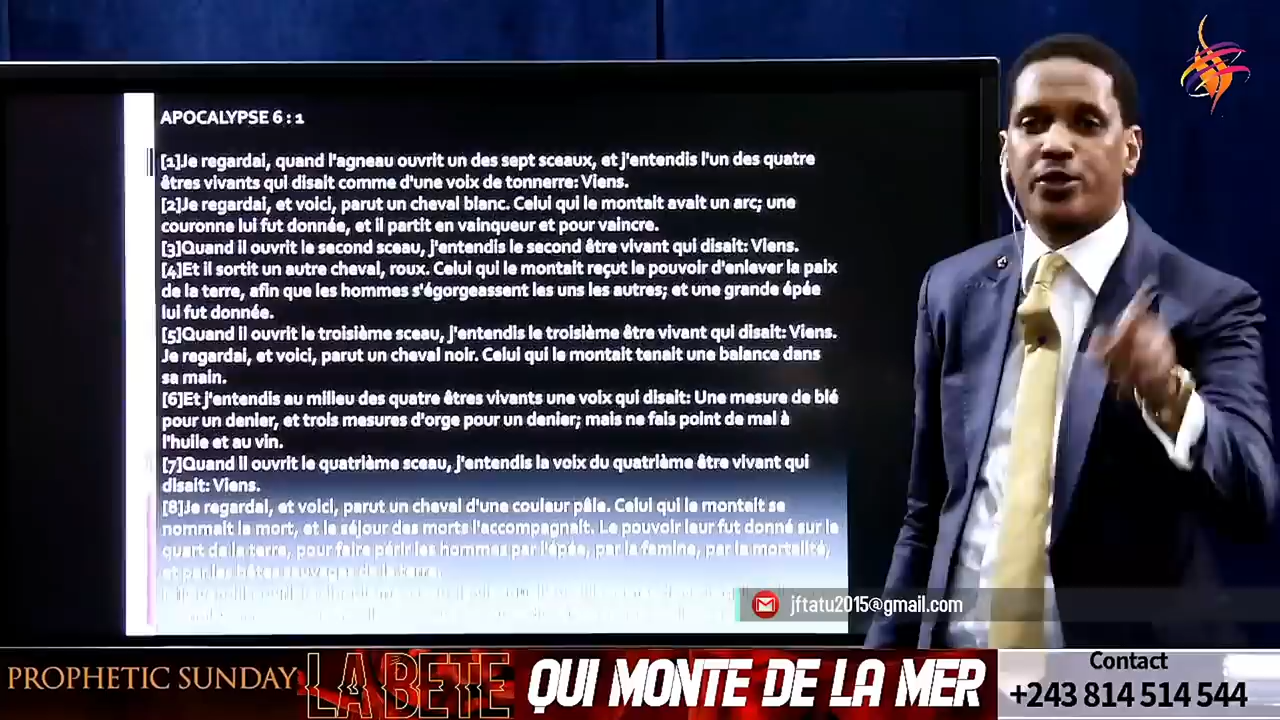 APOCALYPSE 6 : 1
[1]Je regardai, quand l'agneau ouvrit un des sept sceaux, et j'entendis l'un des quatre
êtres vivants qui disait comme d'une voix de tonnerre: Viens.
[2]Je regardai, et voici, parut un cheval blanc. Celui qui le montait avait un arc; une
couronne lui fut donnée, et il partit en vainqueur et pour vaincre.
[3]Quand il ouvrit le second sceau, j'entendis le second être vivant qui disait: Viens.
[4]Et il sortit un autre cheval, roux. Celui qui le montait reçut le pouvoir d'enlever la paix
de la terre, afin que les hommes s'égorgeassent les uns les autres; et une grande épée
lui fut donnée.
[5]Quand il ouvrit le troisième sceau, j'entendis le troisième être vivant qui disait: Viens.
Je regardai, et voici, parut un cheval noir. Celui qui le montait tenait une balance dans
sa main.
[6]Et j'entendis au milieu des quatre êtres vivants une voix qui disait: Une mesure de blé
pour un denier, et trois mesures d'orge pour un denier; mais ne fais point de mal à
l'huile et au vin.
[7]Quand il ouvrit le quatrième sceau, j'entendis la voix du quatrième être vivant qui
disait: Viens.
[8]Je regardai, et voici, parut un cheval d'une couleur pâle. Celui qui le montait se
nommait la mort, et le séjour des morts l'accompagnait. Le pouvoir leur fut donné sur le
quart de la terre, pour faire périr les hommes par l'épée, par la famine, par la mortalité,
et par les bêtes sauvages de la terre.
jftatu2015@gmail.com
PROPHETIC SUNDAY LA BETE QUI MONTE DE LA MER
Contact
+243 814 514 544